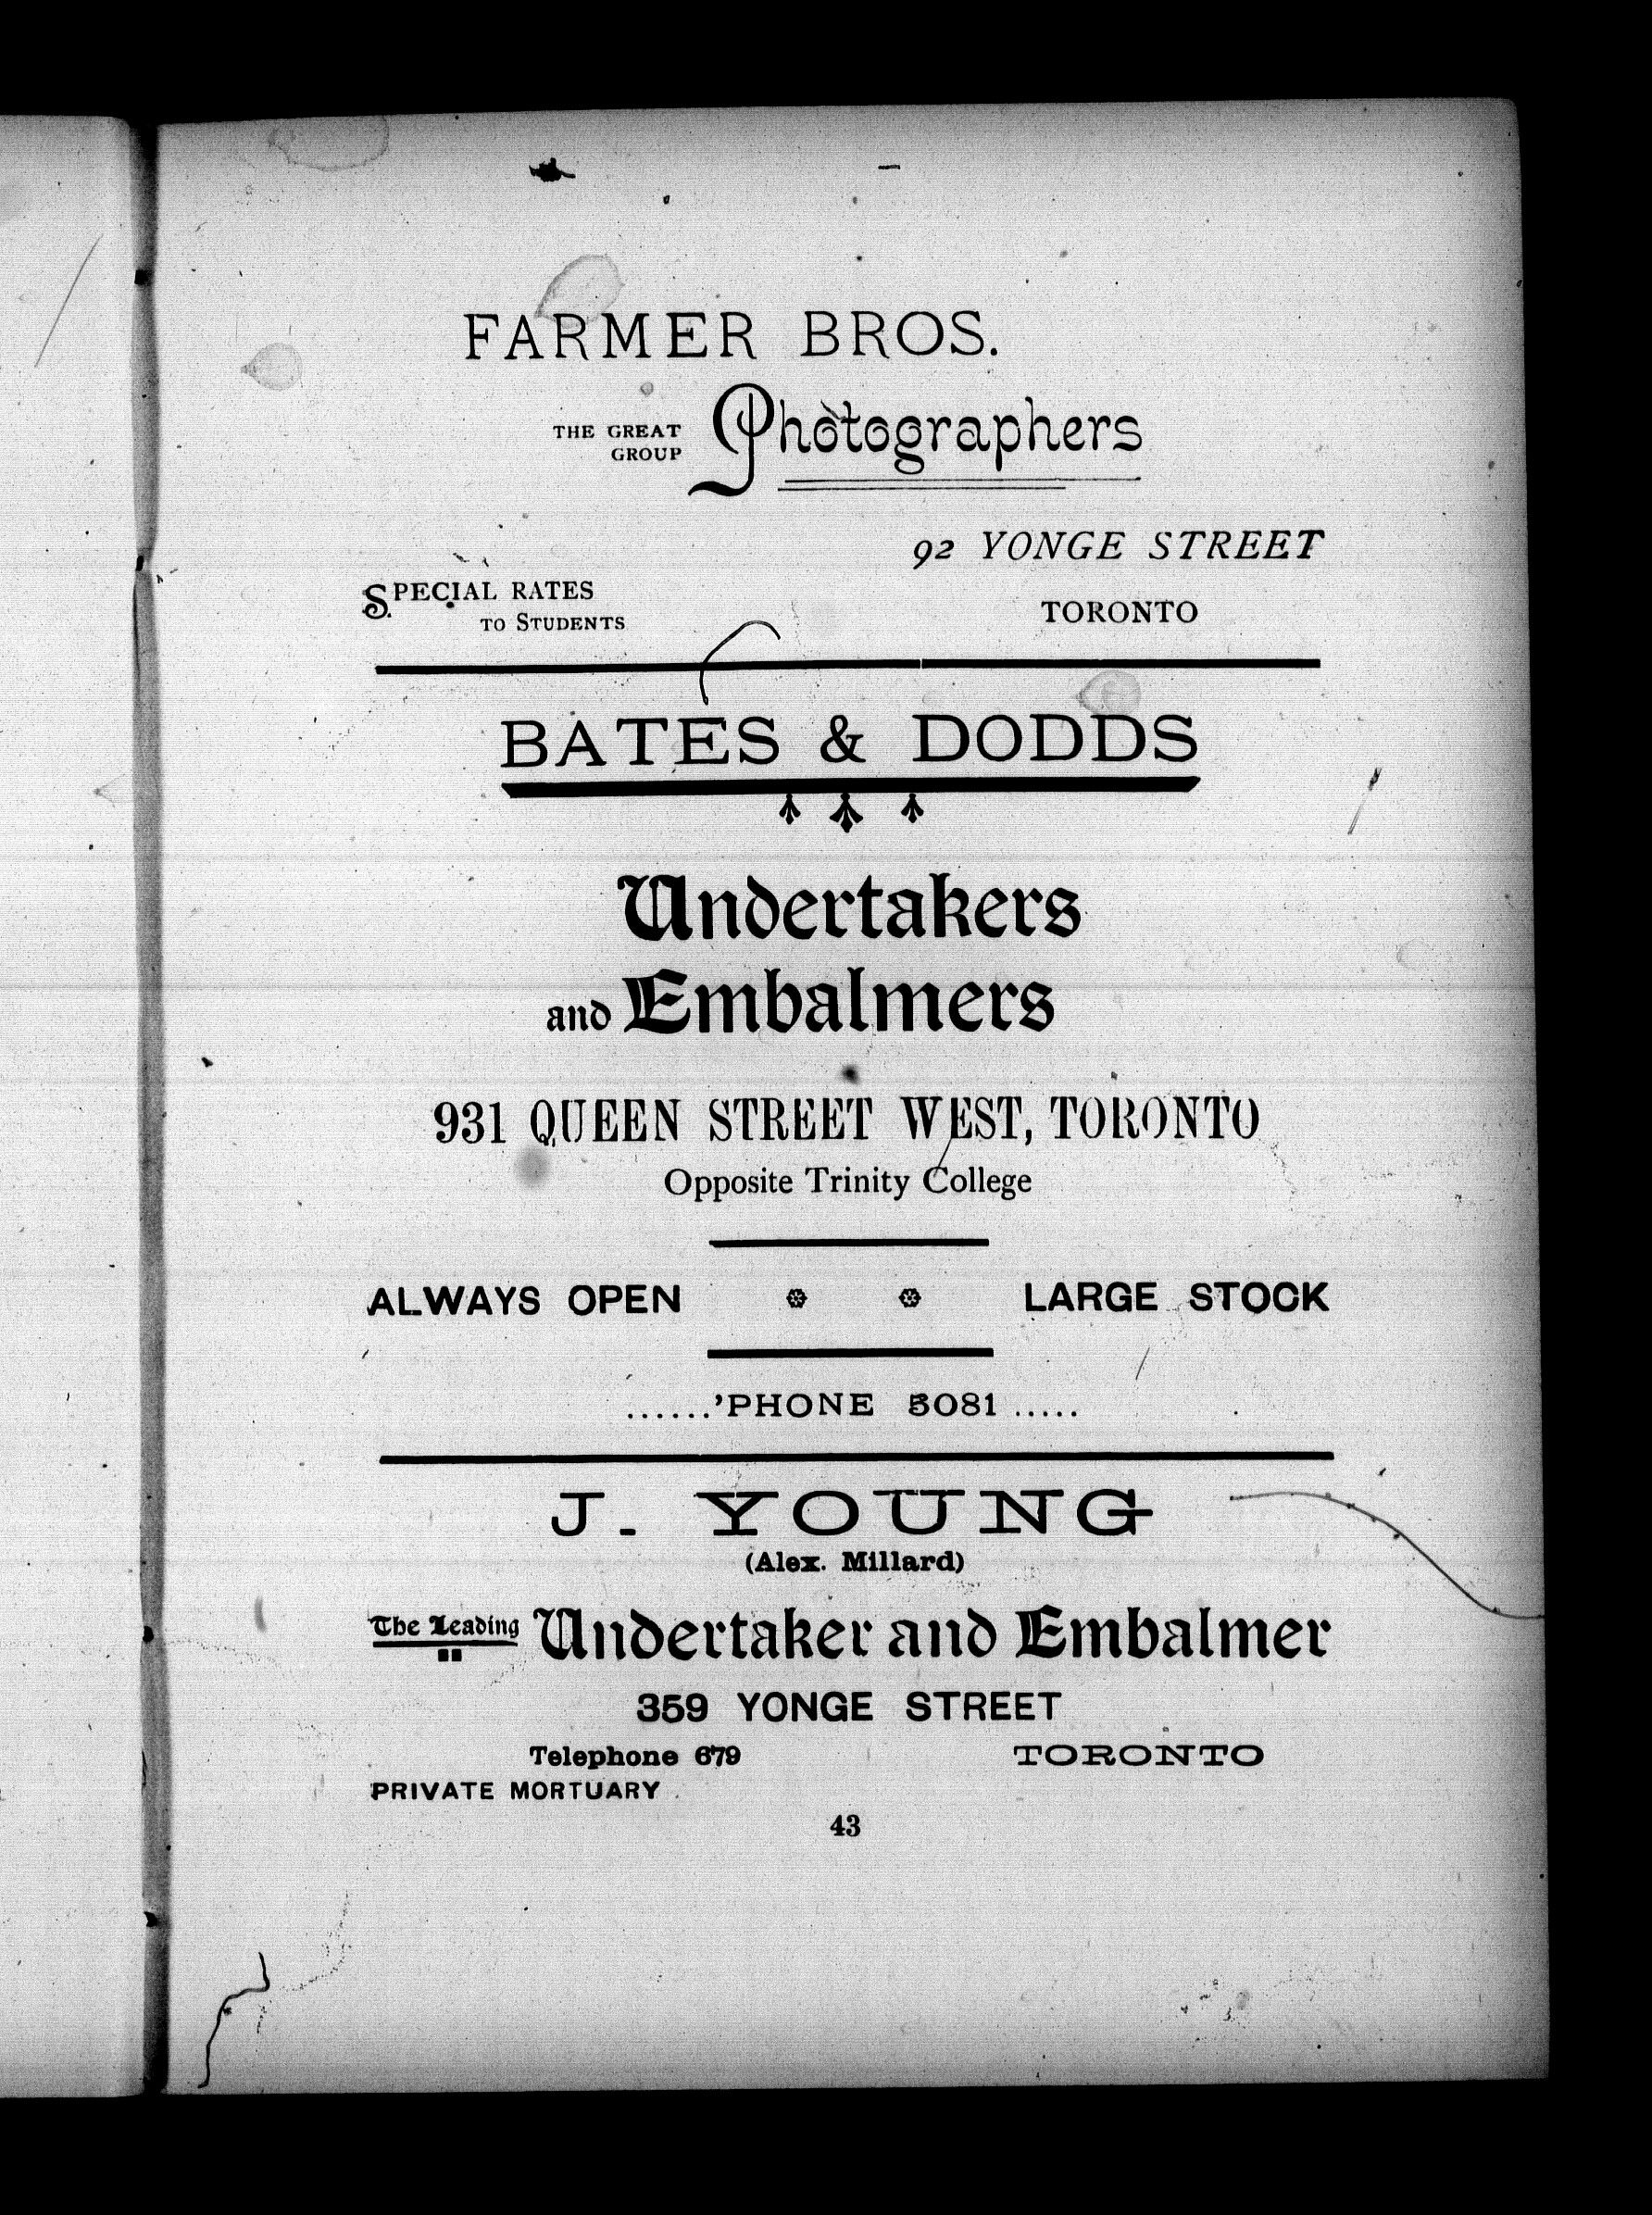 FARMER BROS.
THE GREAT
GROUP Photographers
92 YONGE STREET
SPECIAL RATES
TO STUDENTS
TORONTO
BATES & DODDS
Undertakers
and Embalmers
931 QUEEN STREET WEST, TORONTO
Opposite Trinity College
ALWAYS OPEN LARGE STOCK
......'PHONE 5081 .....
J. YOUNG
(Alex. Millard)
The Leading Undertaker and Embalmer
359 YONGE STREET
Telephone 679 TORONTO
PRIVATE MORTUARY
43